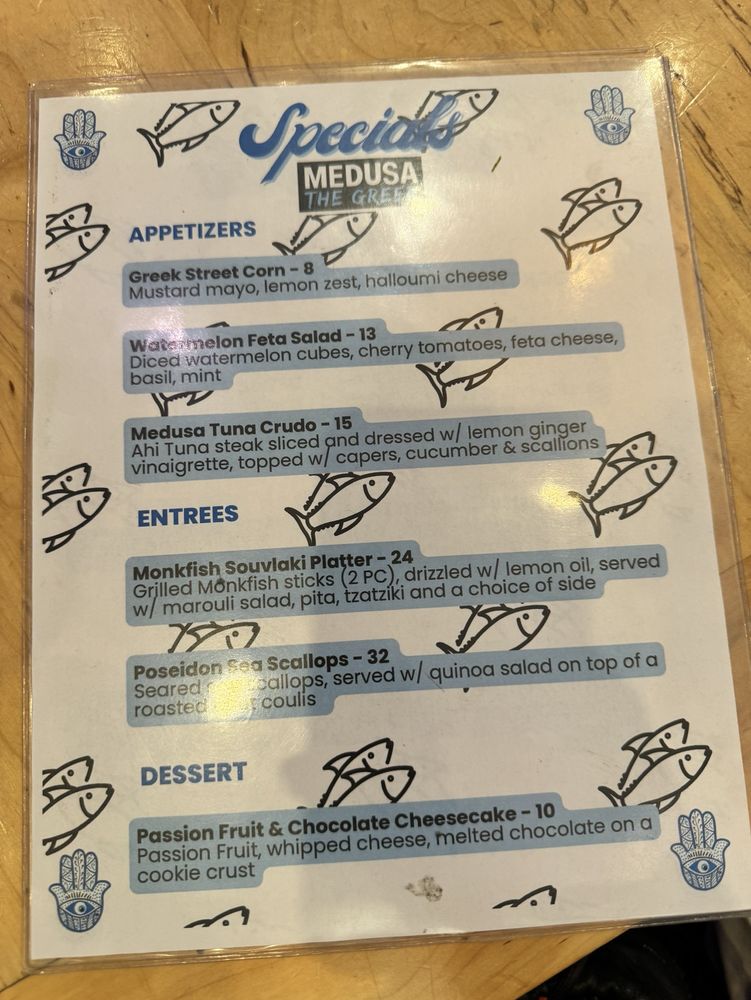 Specials
MEDUSA
THE GREEK
APPETIZERS
Greek Street Corn - 8
Mustard mayo, lemon zest, halloumi cheese
Watermelon Feta Salad - 13
Diced watermelon cubes, cherry tomatoes, feta cheese,
basil, mint
Medusa Tuna Crudo - 15
Ahi Tuna steak sliced and dressed w/ lemon ginger
vinaigrette, topped w/ capers, cucumber & scallions
ENTREES
Monkfish Souvlaki Platter - 24
Grilled Monkfish sticks (2 PC), drizzled w/ lemon oil, served
w/ marouli salad, pita, tzatziki and a choice of side
Poseidon Sea Scallops - 32
Seared scallops, served w/ quinoa salad on top of a
roasted coulis
DESSERT
Passion Fruit & Chocolate Cheesecake - 10
Passion Fruit, whipped cheese, melted chocolate on a
cookie crust